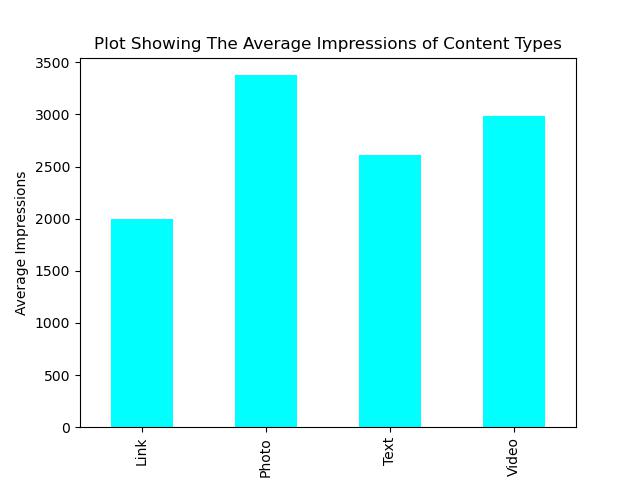 Plot Showing The Average Impressions of Content Types
3500
3000
2500
2000
1500
1000
500
0
Average Impressions
Link
Photo
Text
Video